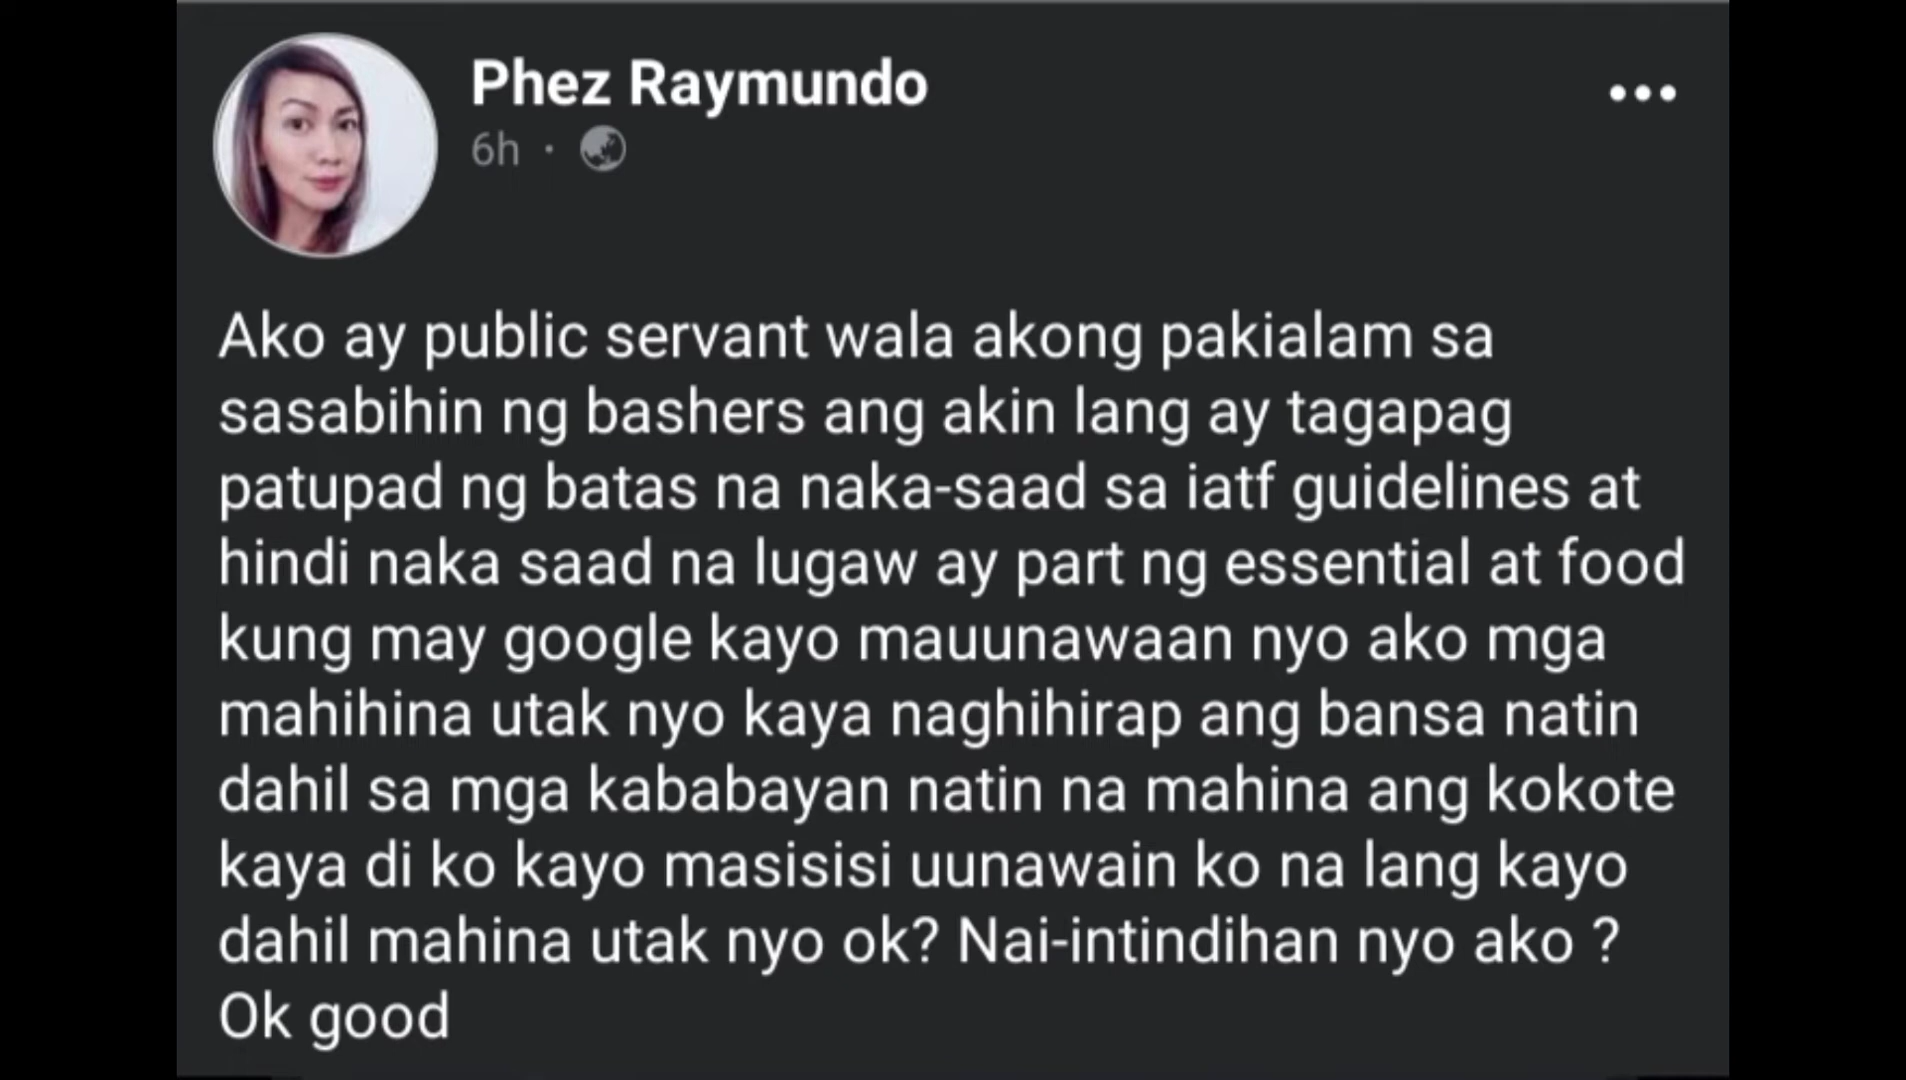 Phez Raymundo
6h ·
Ako ay public servant wala akong pakialam sa
sasabihin ng bashers ang akin lang ay tagapag
patupad ng batas na naka-saad sa iatf guidelines at
hindi naka saad na lugaw ay part ng essential at food
kung may google kayo mauunawaan nyo ako mga
mahihina utak nyo kaya naghihirap ang bansa natin
dahil sa mga kababayan natin na mahina ang kokote
kaya di ko kayo masisisi uunawain ko na lang kayo
dahil mahina utak nyo ok? Nai-intindihan nyo ako ?
Ok good